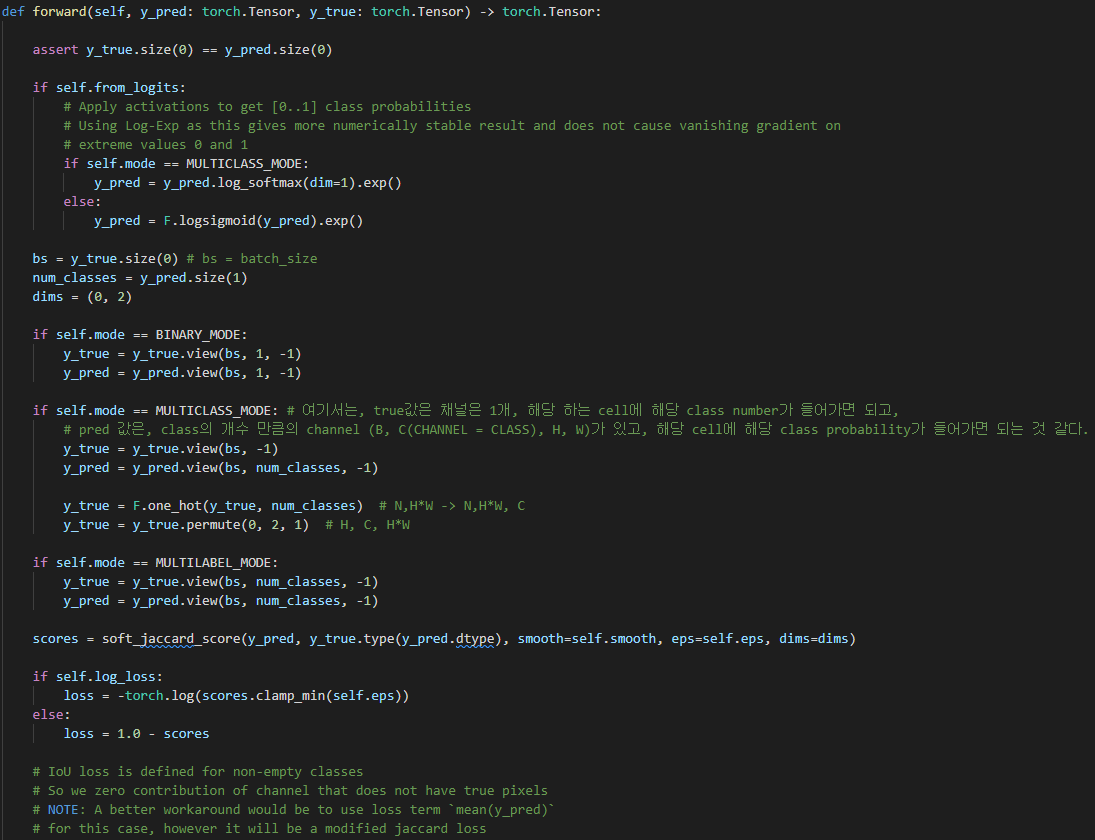 def forward(self, y_pred: torch.Tensor, y_true: torch.Tensor) -> torch.Tensor:
assert y_true.size(0) == y_pred.size(0)
if self.from_logits:
# Apply activations to get [0..1] class probabilities
# Using Log-Exp as this gives more numerically stable result and does not cause vanishing gradient on
# extreme values 0 and 1
if self.mode == MULTICLASS_MODE:
y_pred = y_pred.log_softmax(dim=1).exp()
else:
y_pred = F.logsigmoid(y_pred).exp()
bs = y_true.size(0) # bs = batch_size
num_classes = y_pred.size(1)
dims = (0, 2)
if self.mode == BINARY_MODE:
y_true = y_true.view(bs, 1, -1)
y_pred = y_pred.view(bs, 1, -1)
if self.mode == MULTICLASS_MODE: # 여기서는, true값은 채널은 1개, 해당 하는 cell에 해당 class number가 들어가면 되고,
# pred 값은, class의 개수 만큼의 channel (B, C(CHANNEL = CLASS), H, W)가 있고, 해당 cell에 해당 class probability가 들어가면 되는 것 같다.
y_true = y_true.view(bs, -1)
y_pred = y_pred.view(bs, num_classes, -1)
y_true = F.one_hot(y_true, num_classes)  # N,H*W -> N,H*W, C
y_true = y_true.permute(0, 2, 1)  # H, C, H*W
if self.mode == MULTILABEL_MODE:
y_true = y_true.view(bs, num_classes, -1)
y_pred = y_pred.view(bs, num_classes, -1)
scores = soft_jaccard_score(y_pred, y_true.type(y_pred.dtype), smooth=self.smooth, eps=self.eps, dims=dims)
if self.log_loss:
loss = -torch.log(scores.clamp_min(self.eps))
else:
loss = 1.0 - scores
# IoU loss is defined for non-empty classes
# So we zero contribution of channel that does not have true pixels
# NOTE: A better workaround would be to use loss term `mean(y_pred)`
# for this case, however it will be a modified jaccard loss